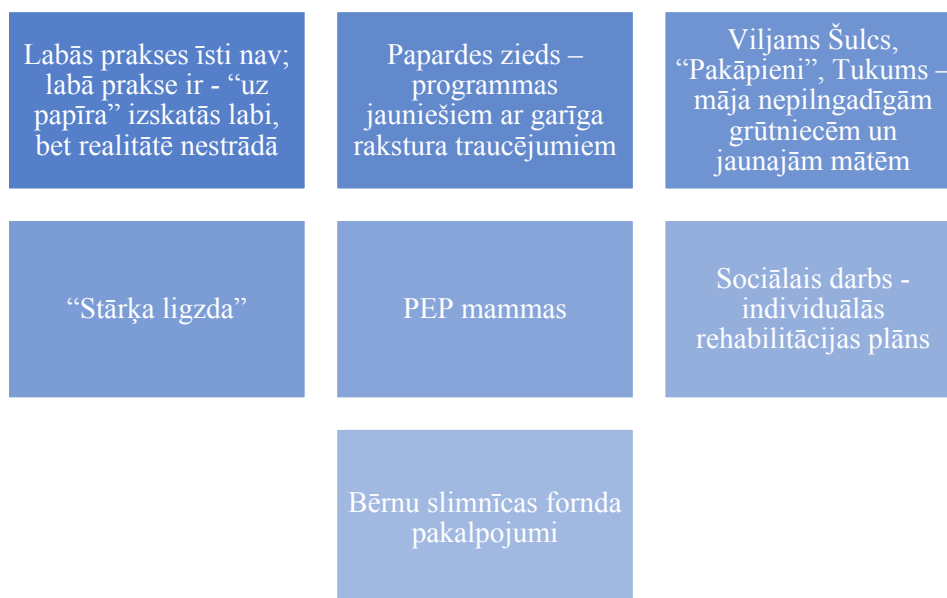 Labās prakses īsti nav;
labā prakse ir - “uz
papīra” izskatās labi,
bet realitātē nestrādā
Papardes zieds –
programmas
jauniešiem ar garīga
rakstura traucējumiem
Viljams Šulcs,
“Pakāpieni”, Tukums –
māja nepilngadīgām
grūtniecēm un
jaunajām mātēm
“Stārķa ligzda”
PEP mammas
Sociālais darbs -
individuālās
rehabilitācijas plāns
Bērnu slimnīcas fornda
pakalpojumi